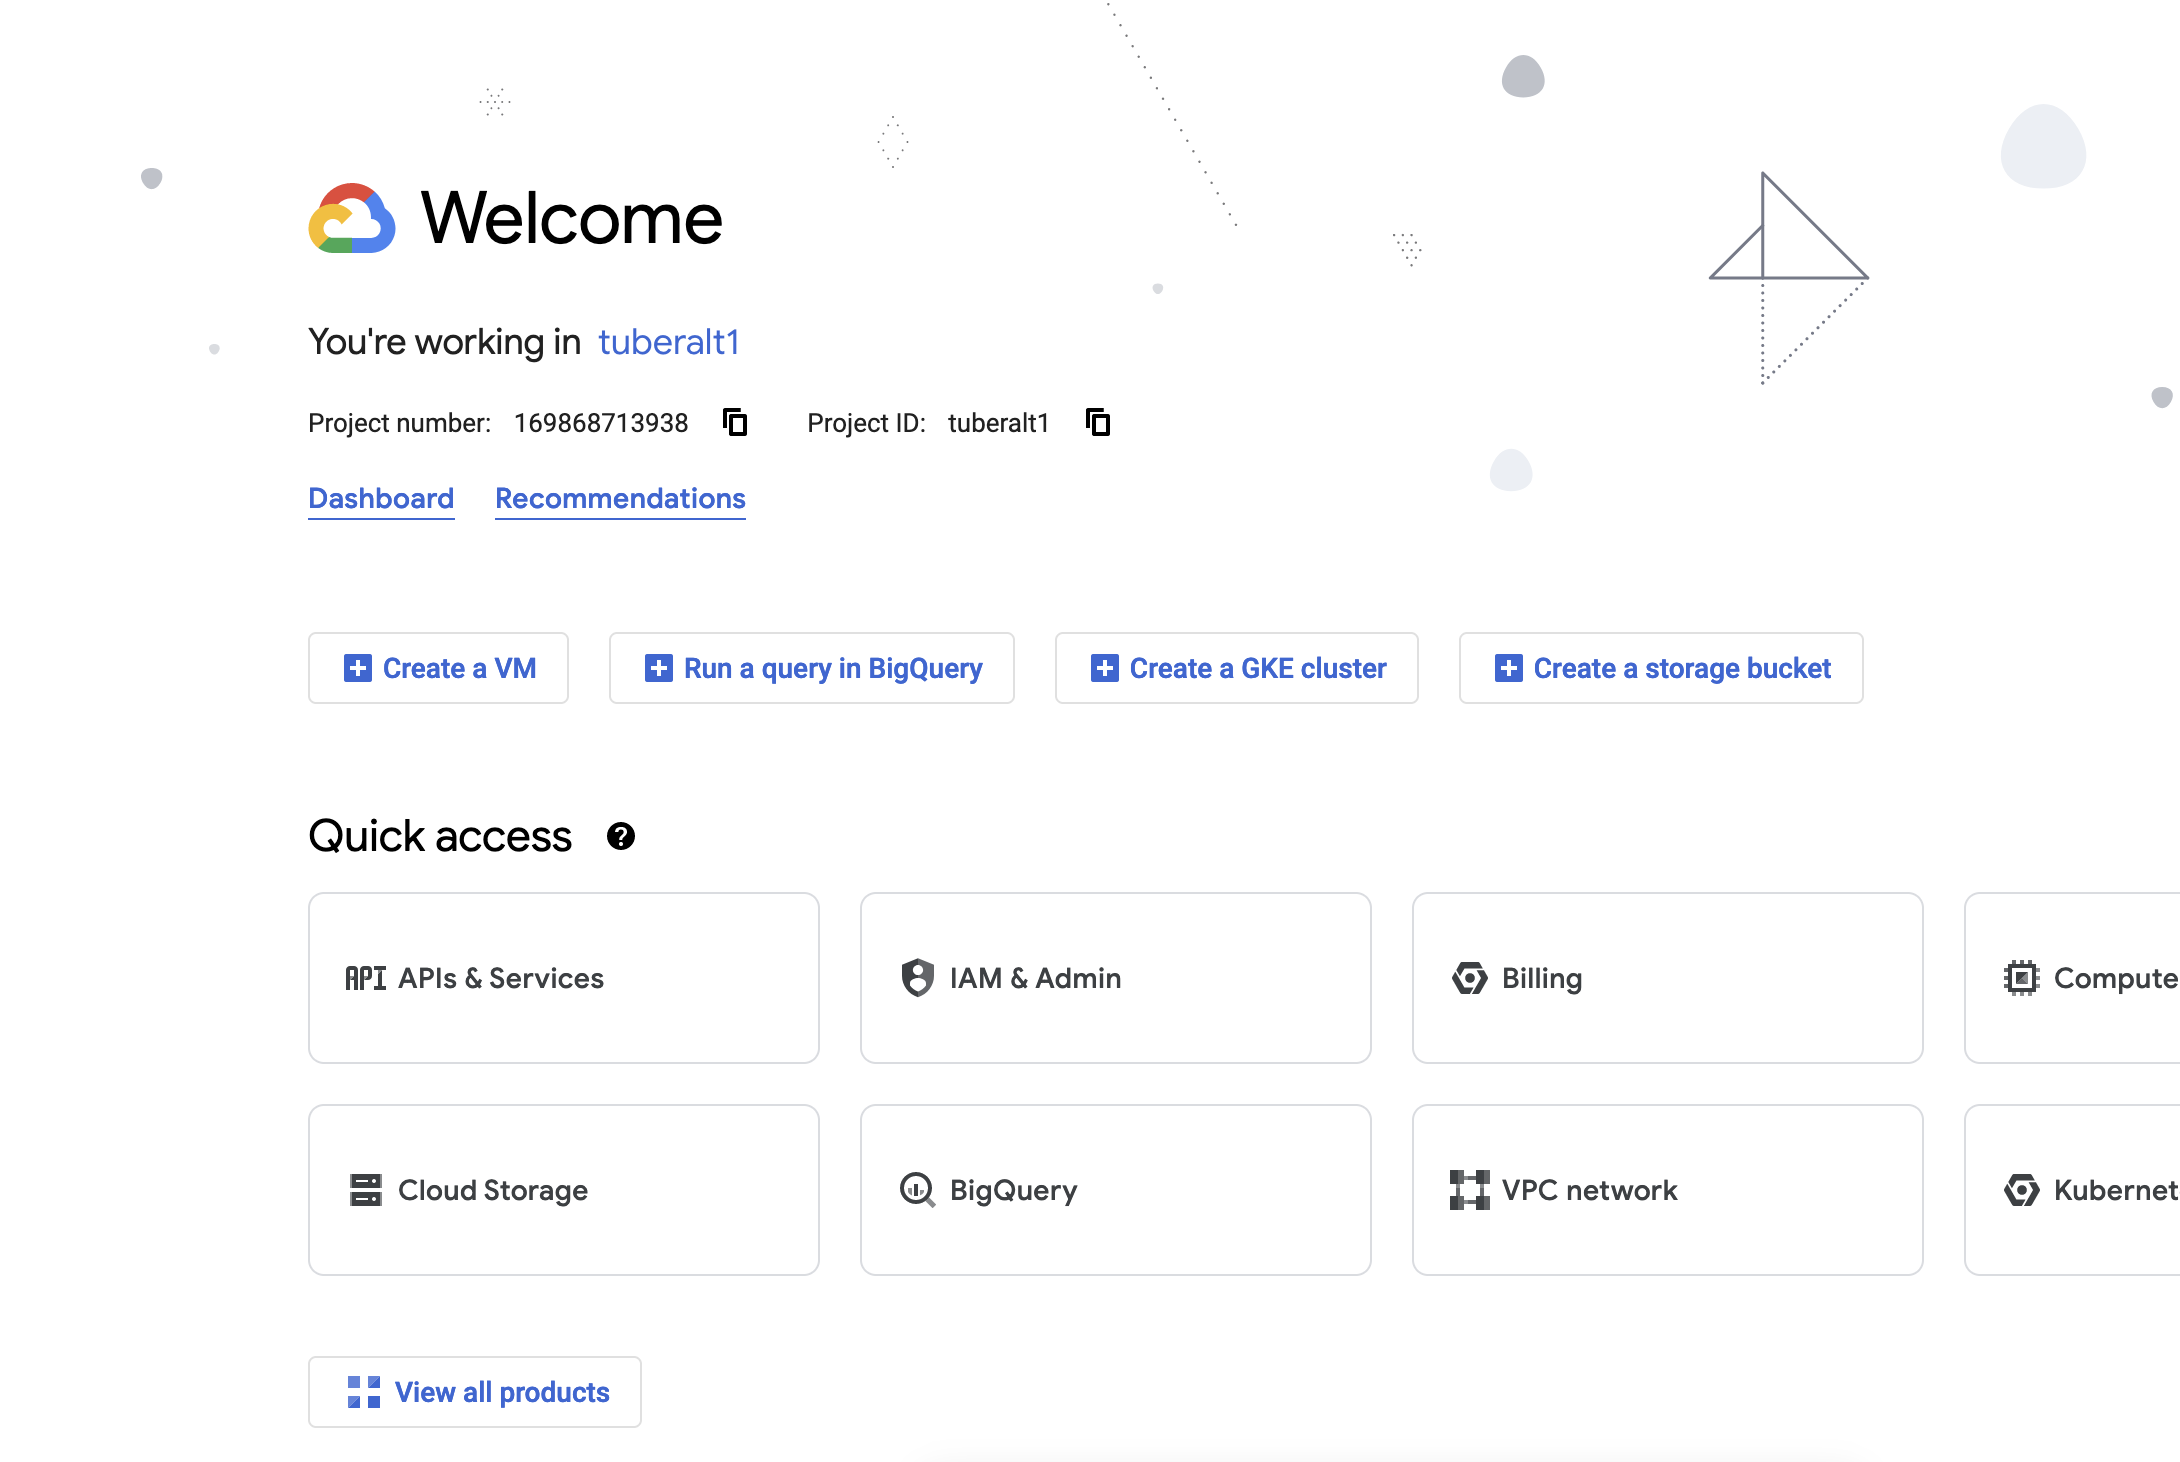 Welcome
You're working in tuberalt1
Project number: 169868713938 Project ID: tuberalt1
Dashboard Recommendations
Create a VM Run a query in BigQuery Create a GKE cluster Create a storage bucket
Quick access
API APIs & Services IAM & Admin Billing Compute
Cloud Storage BigQuery VPC network Kubernet
View all products